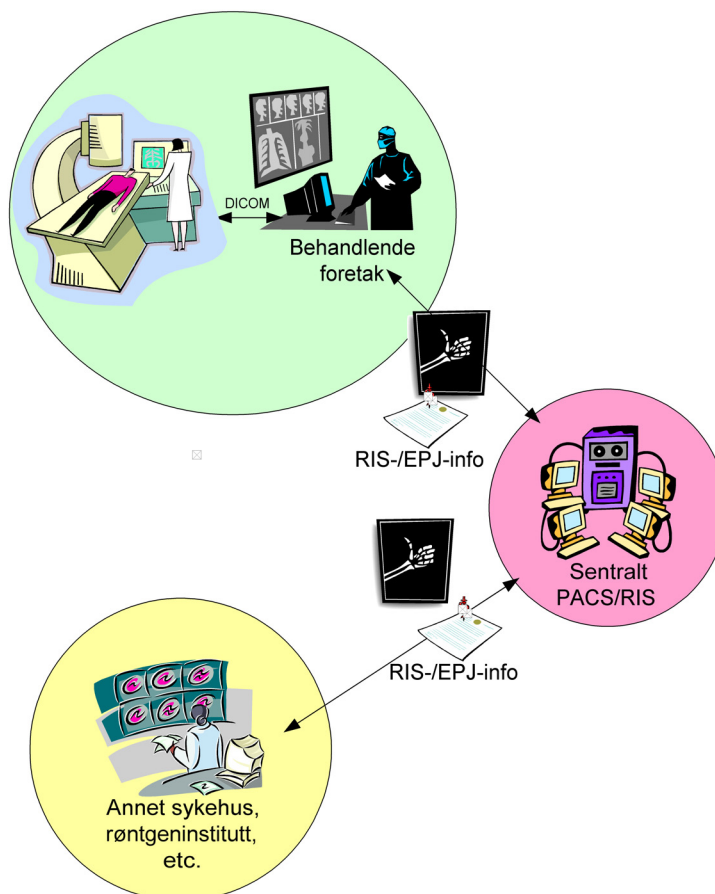 DICOM
Behandlende
foretak
RIS-/EPJ-info
Sentralt
PACS/RIS
RIS-/EPJ-info
Annet sykehus,
røntgeninstitutt,
etc.